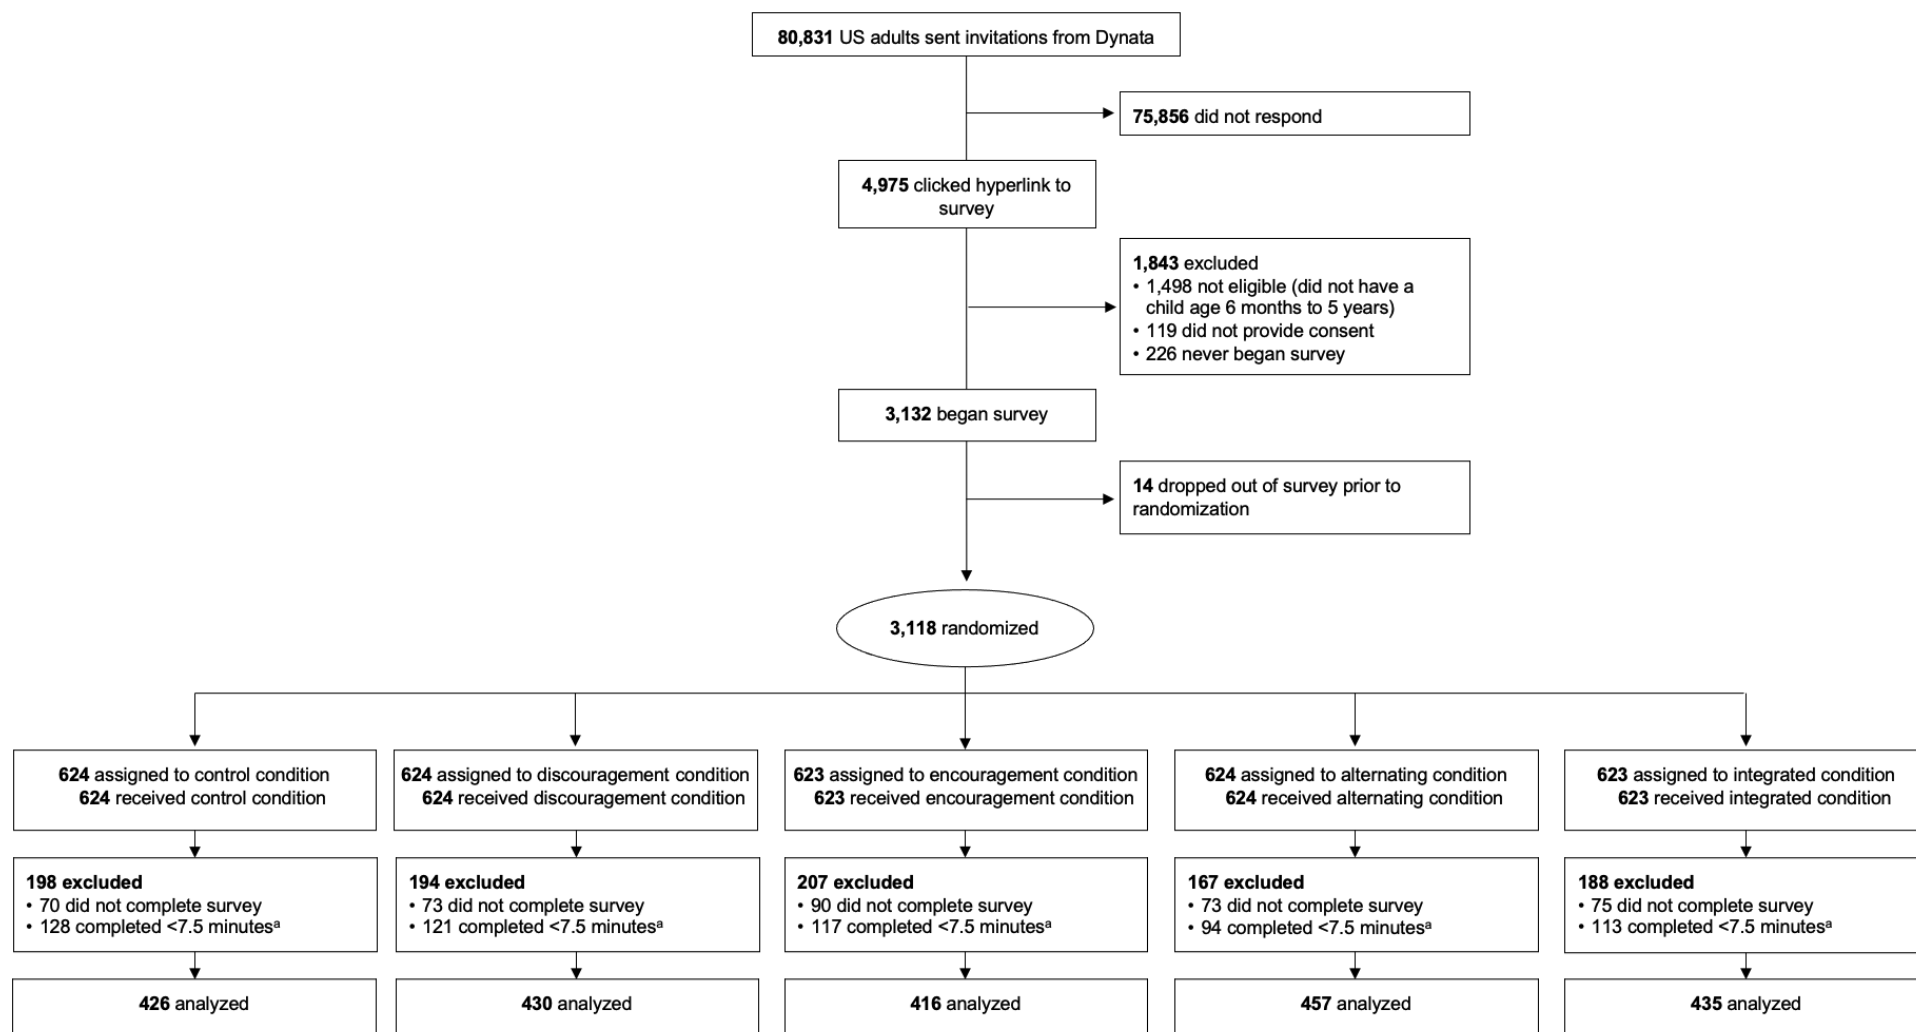 80,831 US adults sent invitations from Dynata
75,856 did not respond
4,975 clicked hyperlink to
survey
1,843 excluded
• 1,498 not eligible (did not have a
child age 6 months to 5 years)
• 119 did not provide consent
• 226 never began survey
3,132 began survey
14 dropped out of survey prior to
randomization
3,118 randomized
624 assigned to control condition
624 received control condition
624 assigned to discouragement condition
624 received discouragement condition
623 assigned to encouragement condition
623 received encouragement condition
624 assigned to alternating condition
624 received alternating condition
623 assigned to integrated condition
623 received integrated condition
198 excluded
• 70 did not complete survey
• 128 completed <7.5 minutesᵃ
194 excluded
• 73 did not complete survey
• 121 completed <7.5 minutesᵃ
207 excluded
• 90 did not complete survey
• 117 completed <7.5 minutesᵃ
167 excluded
• 73 did not complete survey
• 94 completed <7.5 minutesᵃ
188 excluded
• 75 did not complete survey
• 113 completed <7.5 minutesᵃ
426 analyzed
430 analyzed
416 analyzed
457 analyzed
435 analyzed